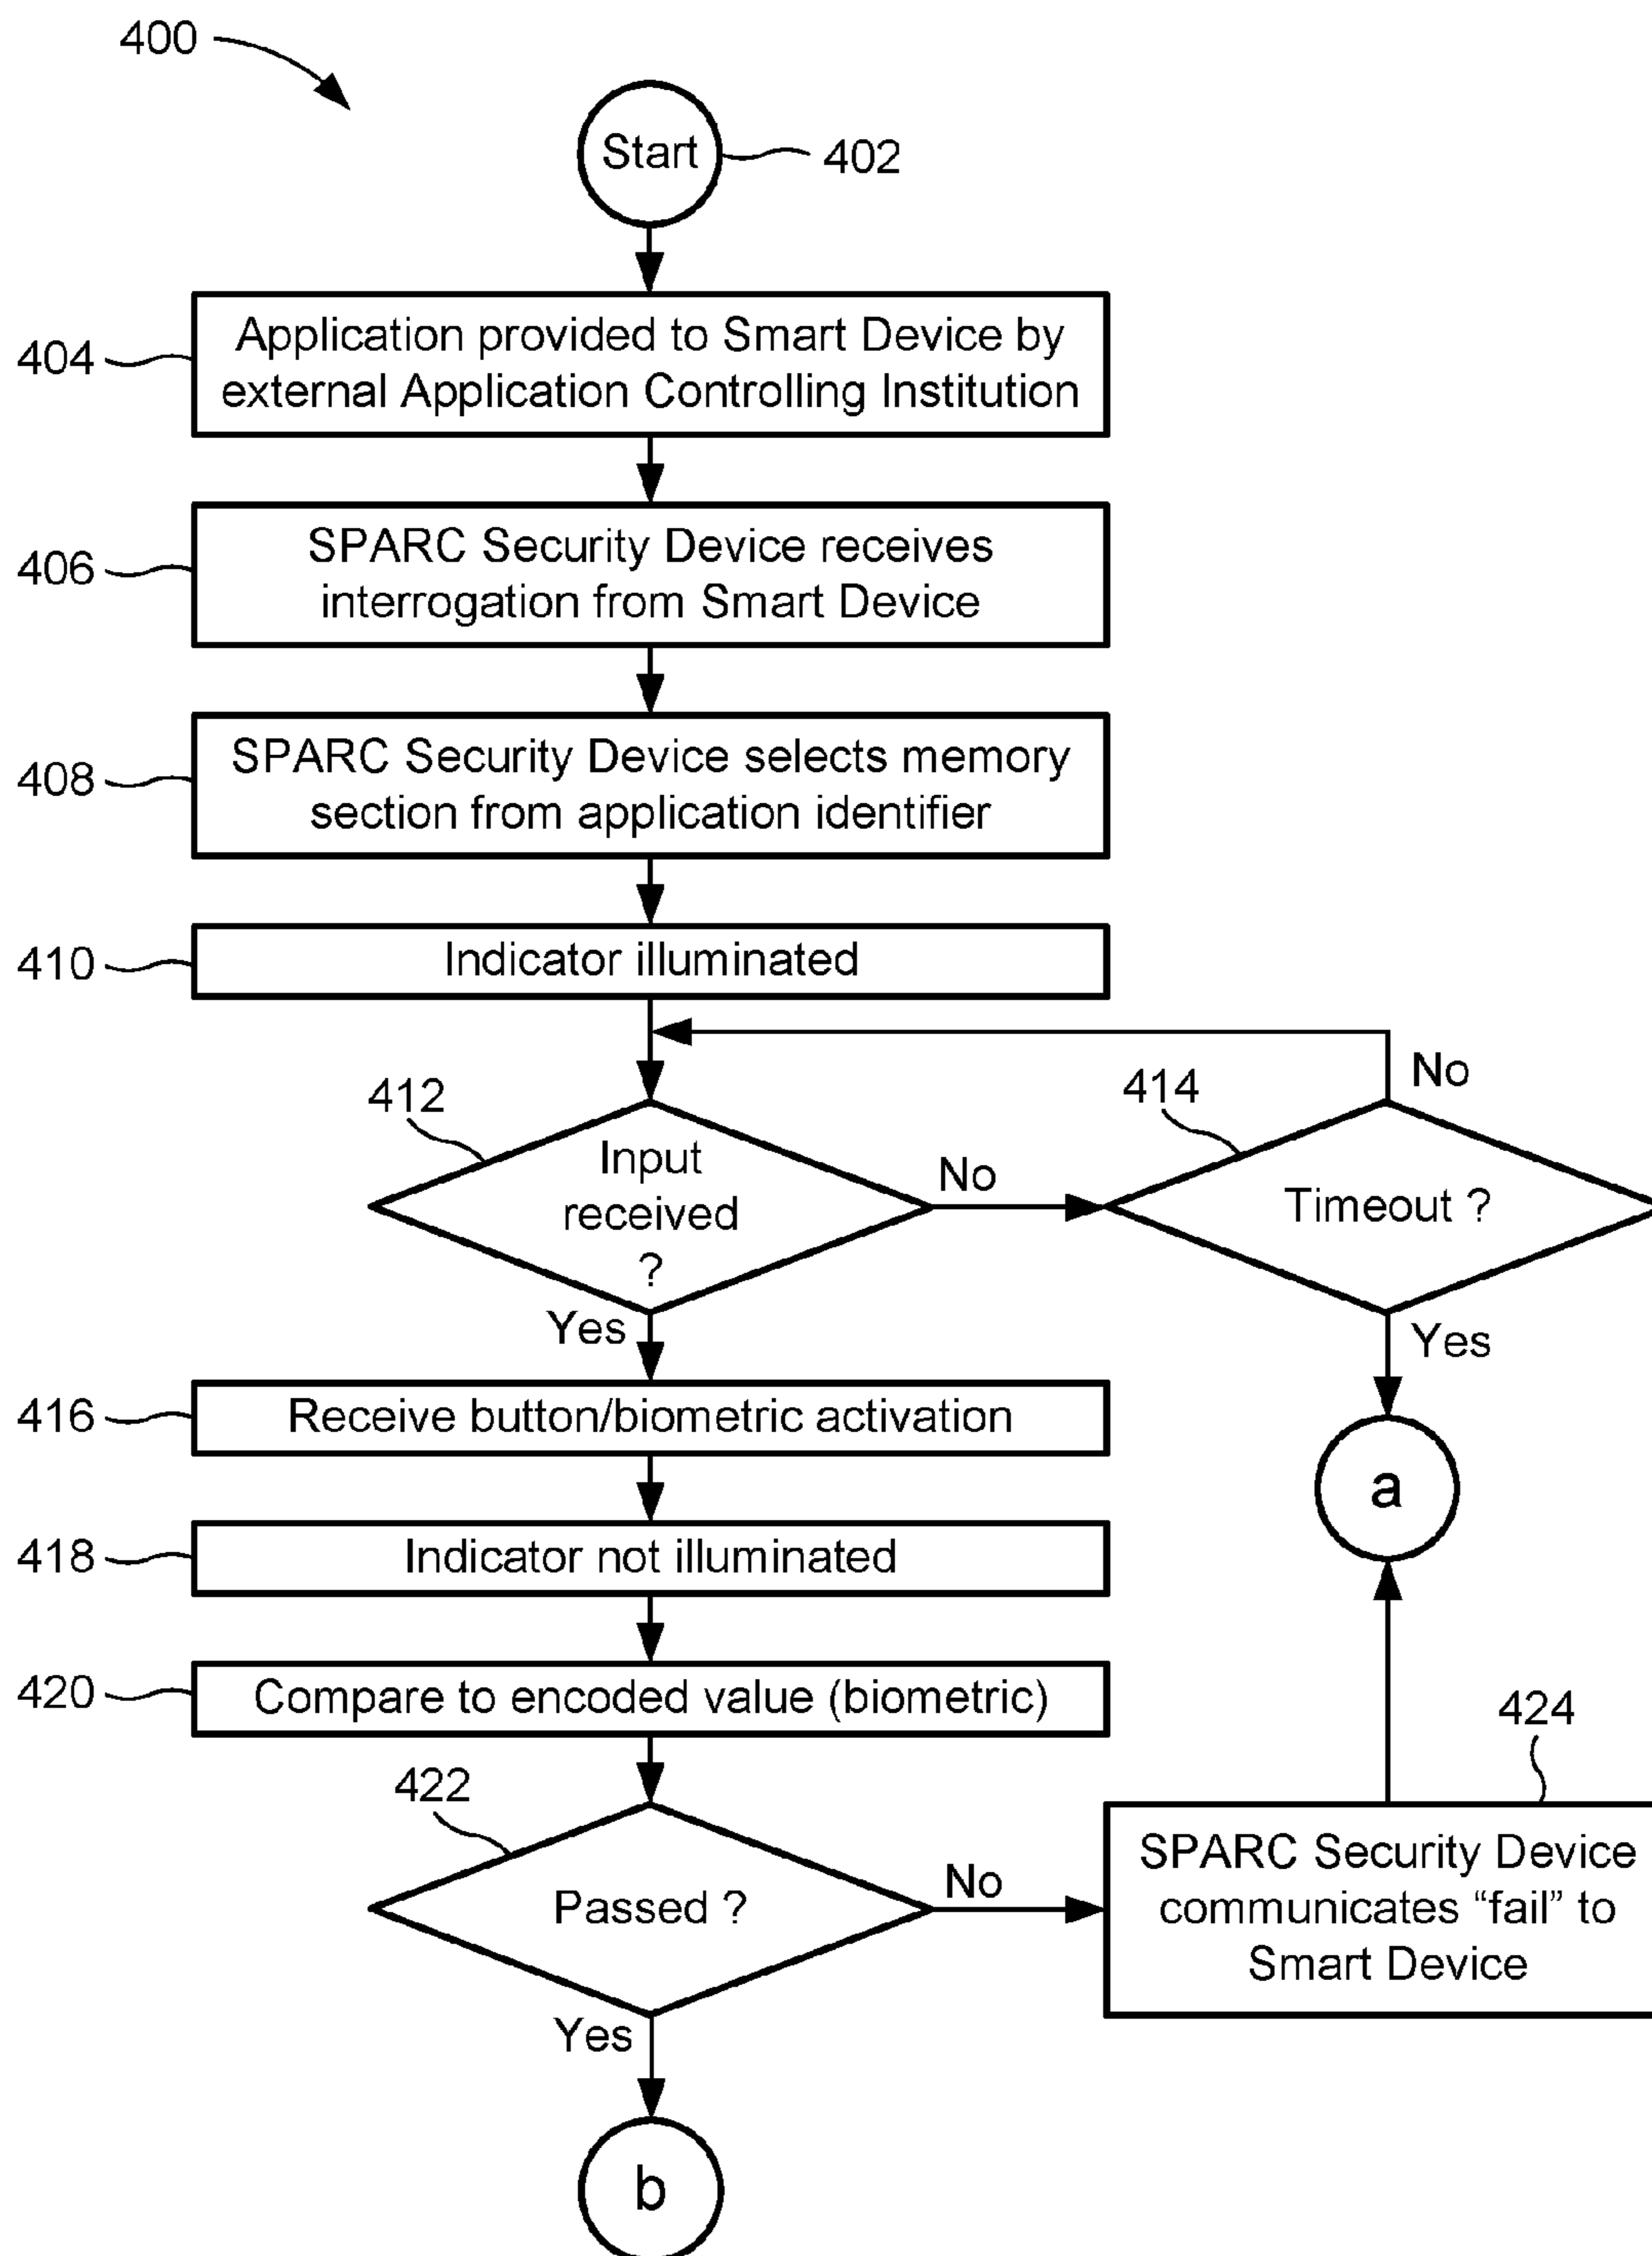 400
Start
402
404
Application provided to Smart Device by
external Application Controlling Institution
406
SPARC Security Device receives
interrogation from Smart Device
408
SPARC Security Device selects memory
section from application identifier
410
Indicator illuminated
412
Input
received
?
No
414
Timeout ?
No
Yes
Yes
a
416
Receive button/biometric activation
418
Indicator not illuminated
420
Compare to encoded value (biometric)
422
Passed ?
No
424
SPARC Security Device
communicates “fail” to
Smart Device
Yes
b